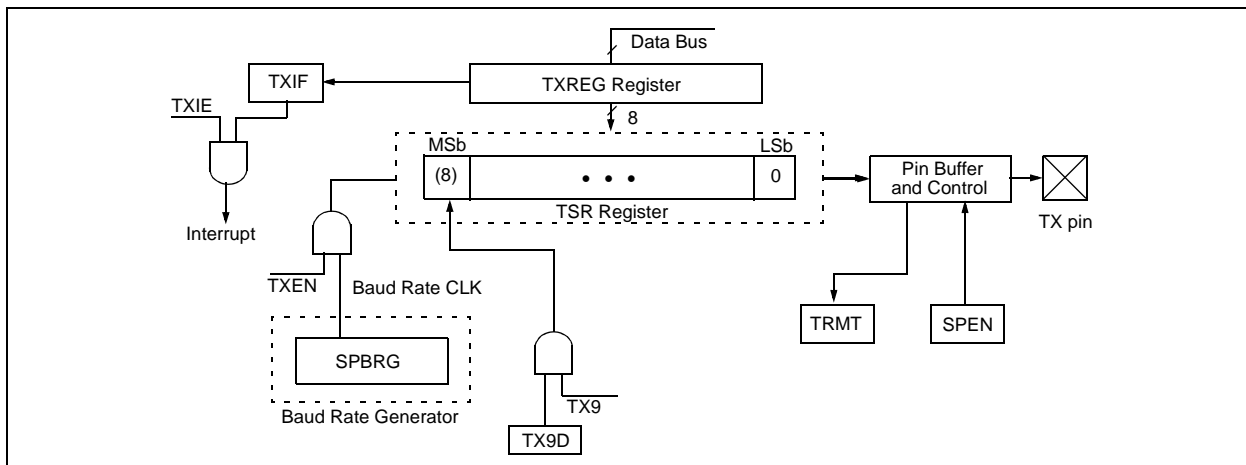 Data Bus
TXIF
TXREG Register
TXIE
8
MSb
LSb
(8)
• • •
0
Pin Buffer
and Control
TSR Register
TX pin
Interrupt
TXEN
Baud Rate CLK
TRMT
SPEN
SPBRG
TX9
Baud Rate Generator
TX9D